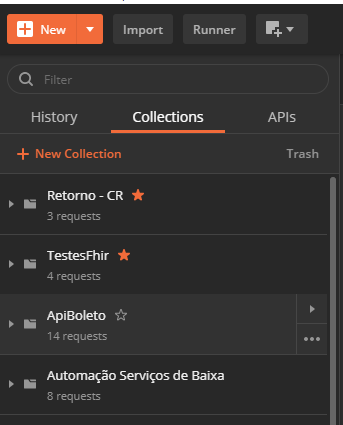 New
Import
Runner
Filter
History
Collections
APIs
+ New Collection
Trash
Retorno - CR
3 requests
TestesFhir
4 requests
ApiBoleto
14 requests
Automação Serviços de Baixa
8 requests